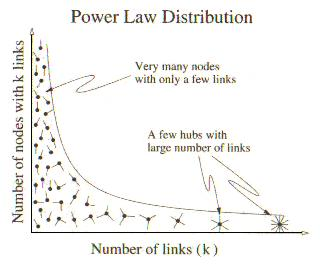 Power Law Distribution
Very many nodes
with only a few links
A few hubs with
large number of links
Number of nodes with k links
Number of links (k)